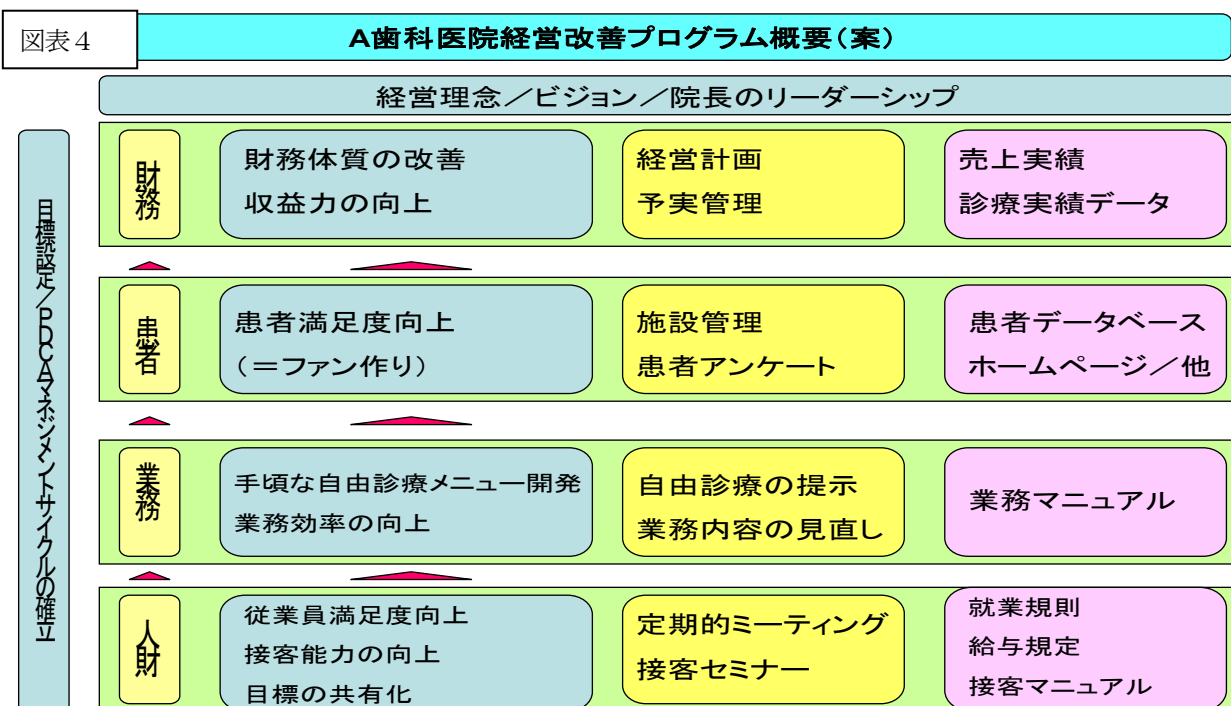 図表4
A歯科医院経営改善プログラム概要(案)
経営理念/ビジョン/院長のリーダーシップ
目標設定/PDCAマネジメントサイクルの確立
財務
財務体質の改善
収益力の向上
経営計画
予実管理
売上実績
診療実績データ
患者
患者満足度向上
(=ファン作り)
施設管理
患者アンケート
患者データベース
ホームページ/他
業務
手頃な自由診療メニュー開発
業務効率の向上
自由診療の提示
業務内容の見直し
業務マニュアル
人財
従業員満足度向上
接客能力の向上
目標の共有化
定期的ミーティング
接客セミナー
就業規則
給与規定
接客マニュアル